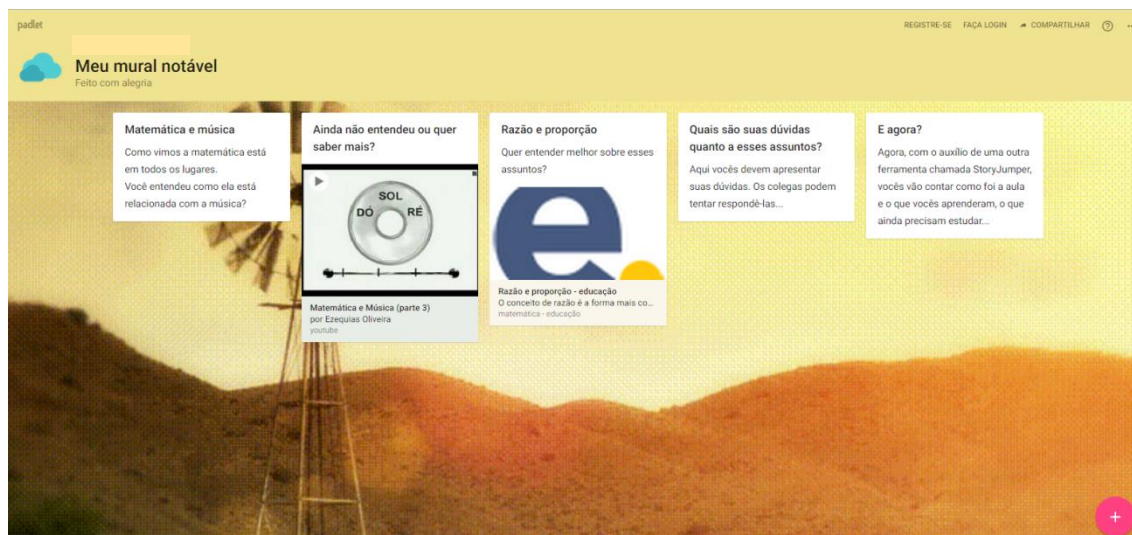 padlet
REGISTRE-SE FAÇA LOGIN COMPARTILHAR
Meu mural notável
Feito com alegria
Matemática e música
Como vimos a matemática está
em todos os lugares.
Você entendeu como ela está
relacionada com a música?
Ainda não entendeu ou quer
saber mais?
SOL
DÓ RÉ
Matemática e Música (parte 3)
por Ezequias Oliveira
youtube
Razão e proporção
Quer entender melhor sobre esses
assuntos?
e.
Razão e proporção - educação
O conceito de razão é a forma mais co...
matemática - educação
Quais são suas dúvidas
quanto a esses assuntos?
Aqui vocês devem apresentar
suas dúvidas. Os colegas podem
tentar respondê-las...
E agora?
Agora, com o auxílio de uma outra
ferramenta chamada StoryJumper,
vocês vão contar como foi a aula
e o que vocês aprenderam, o que
ainda precisam estudar...